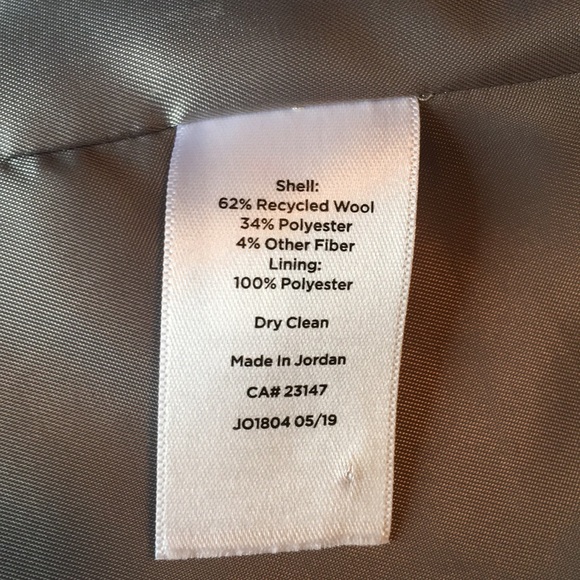 Shell:
62% Recycled Wool
34% Polyester
4% Other Fiber
Lining:
100% Polyester
Dry Clean
Made In Jordan
CA# 23147
JO1804 05/19